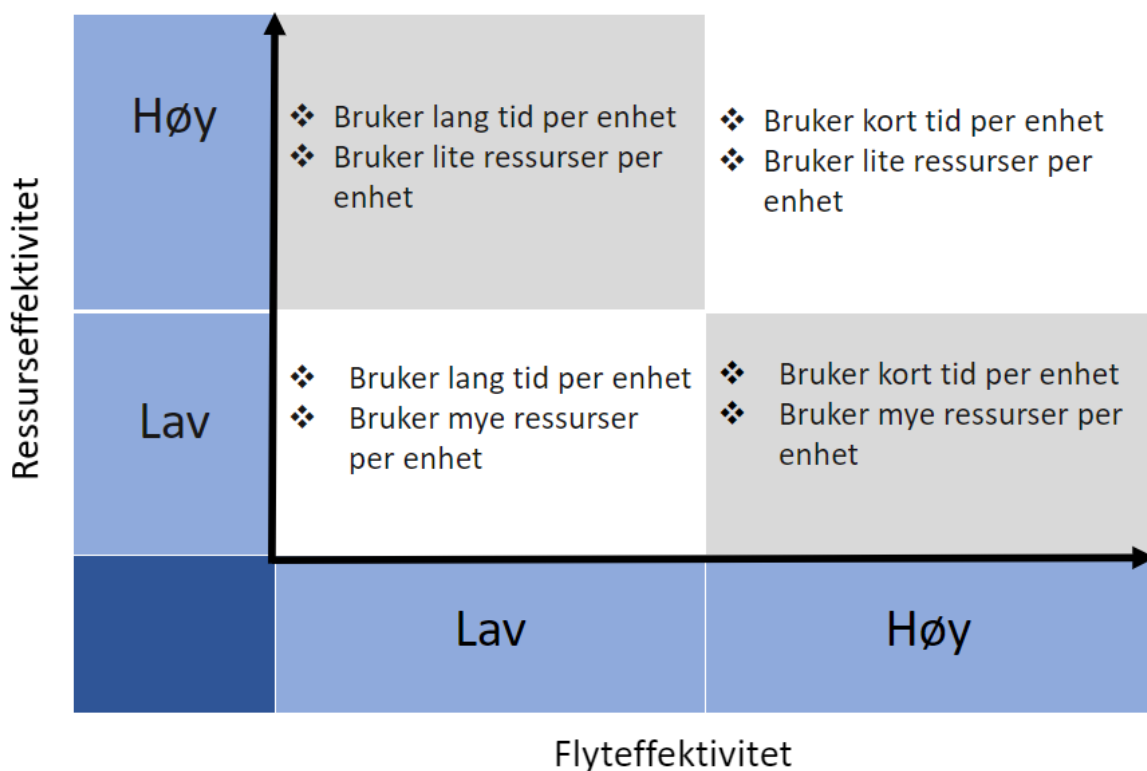 Ressurseffektivitet
Høy
❖ Bruker lang tid per enhet
❖ Bruker lite ressurser per
enhet
❖ Bruker kort tid per enhet
❖ Bruker lite ressurser per
enhet
Lav
❖ Bruker lang tid per enhet
❖ Bruker mye ressurser
per enhet
❖ Bruker kort tid per enhet
❖ Bruker mye ressurser per
enhet
Lav
Høy
Flyteffektivitet